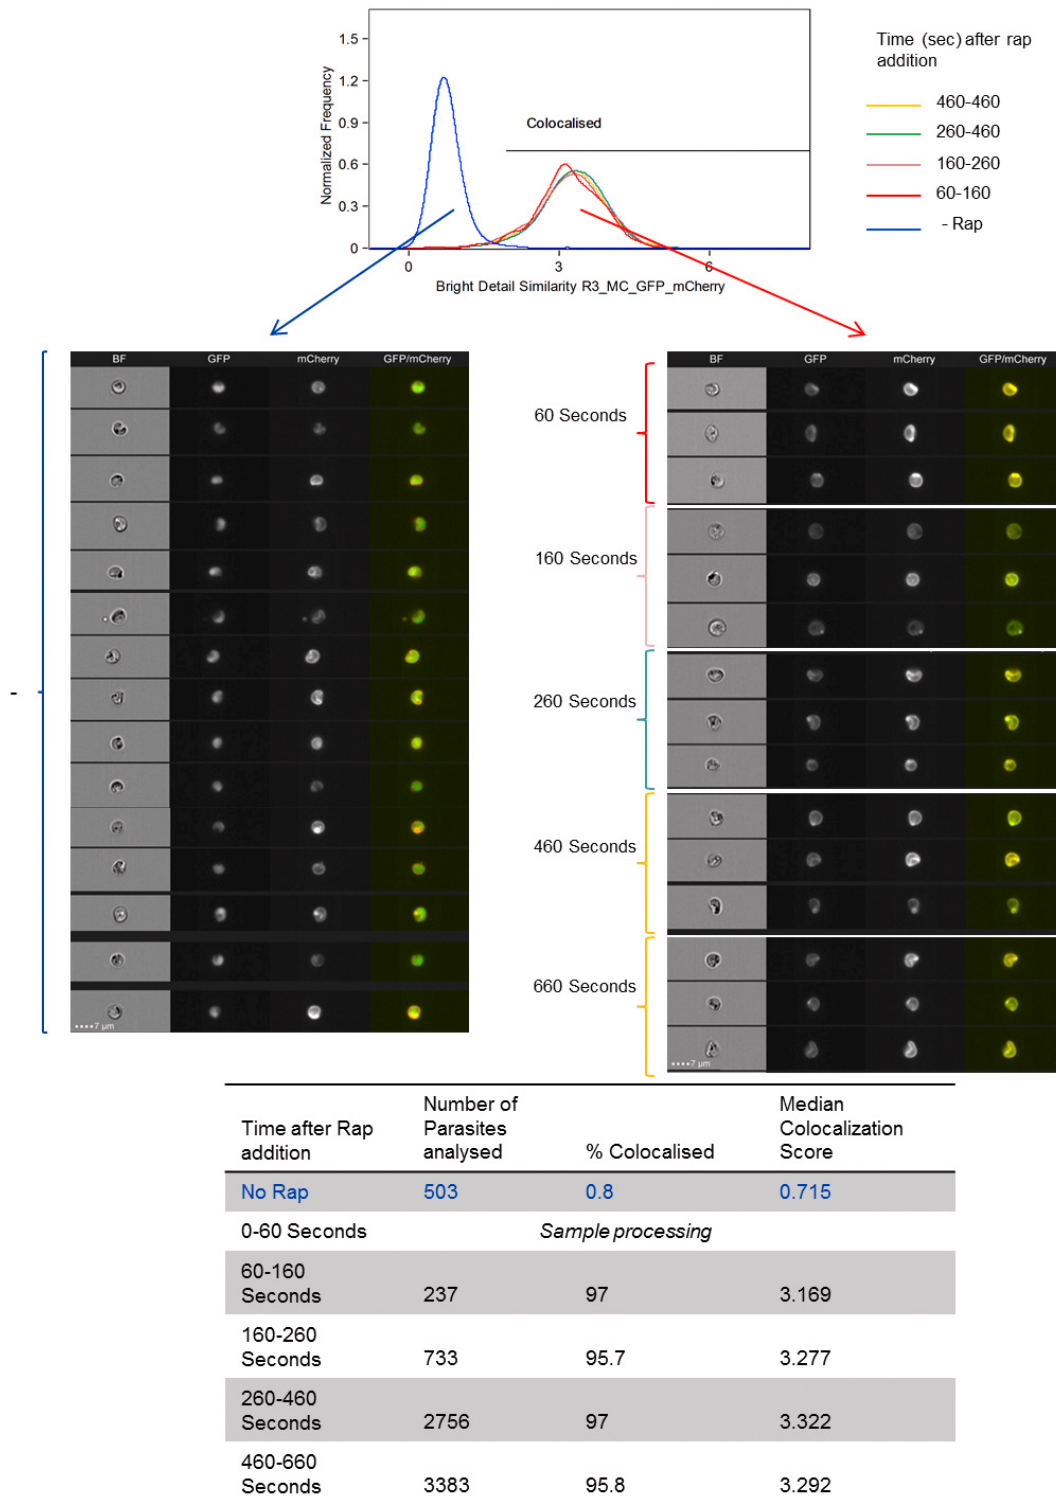 1.5
1.2
0.9
0.6
0.3
0
Normalized Frequency
Colocalised
0
3
6
Bright Detail Similarity R3_MC_GFP_mCherry
Time (sec) after rap
addition
460-460
260-460
160-260
60-160
- Rap
BF GFP mCherry GFP/mCherry
-
7 µm
BF GFP mCherry GFP/mCherry
60 Seconds
160 Seconds
260 Seconds
460 Seconds
660 Seconds
7 µm
Time after Rap
addition
Number of
Parasites
analysed
% Colocalised
Median
Colocalization
Score
No Rap 503 0.8 0.715
0-60 Seconds Sample processing
60-160
Seconds 237 97 3.169
160-260
Seconds 733 95.7 3.277
260-460
Seconds 2756 97 3.322
460-660
Seconds 3383 95.8 3.292